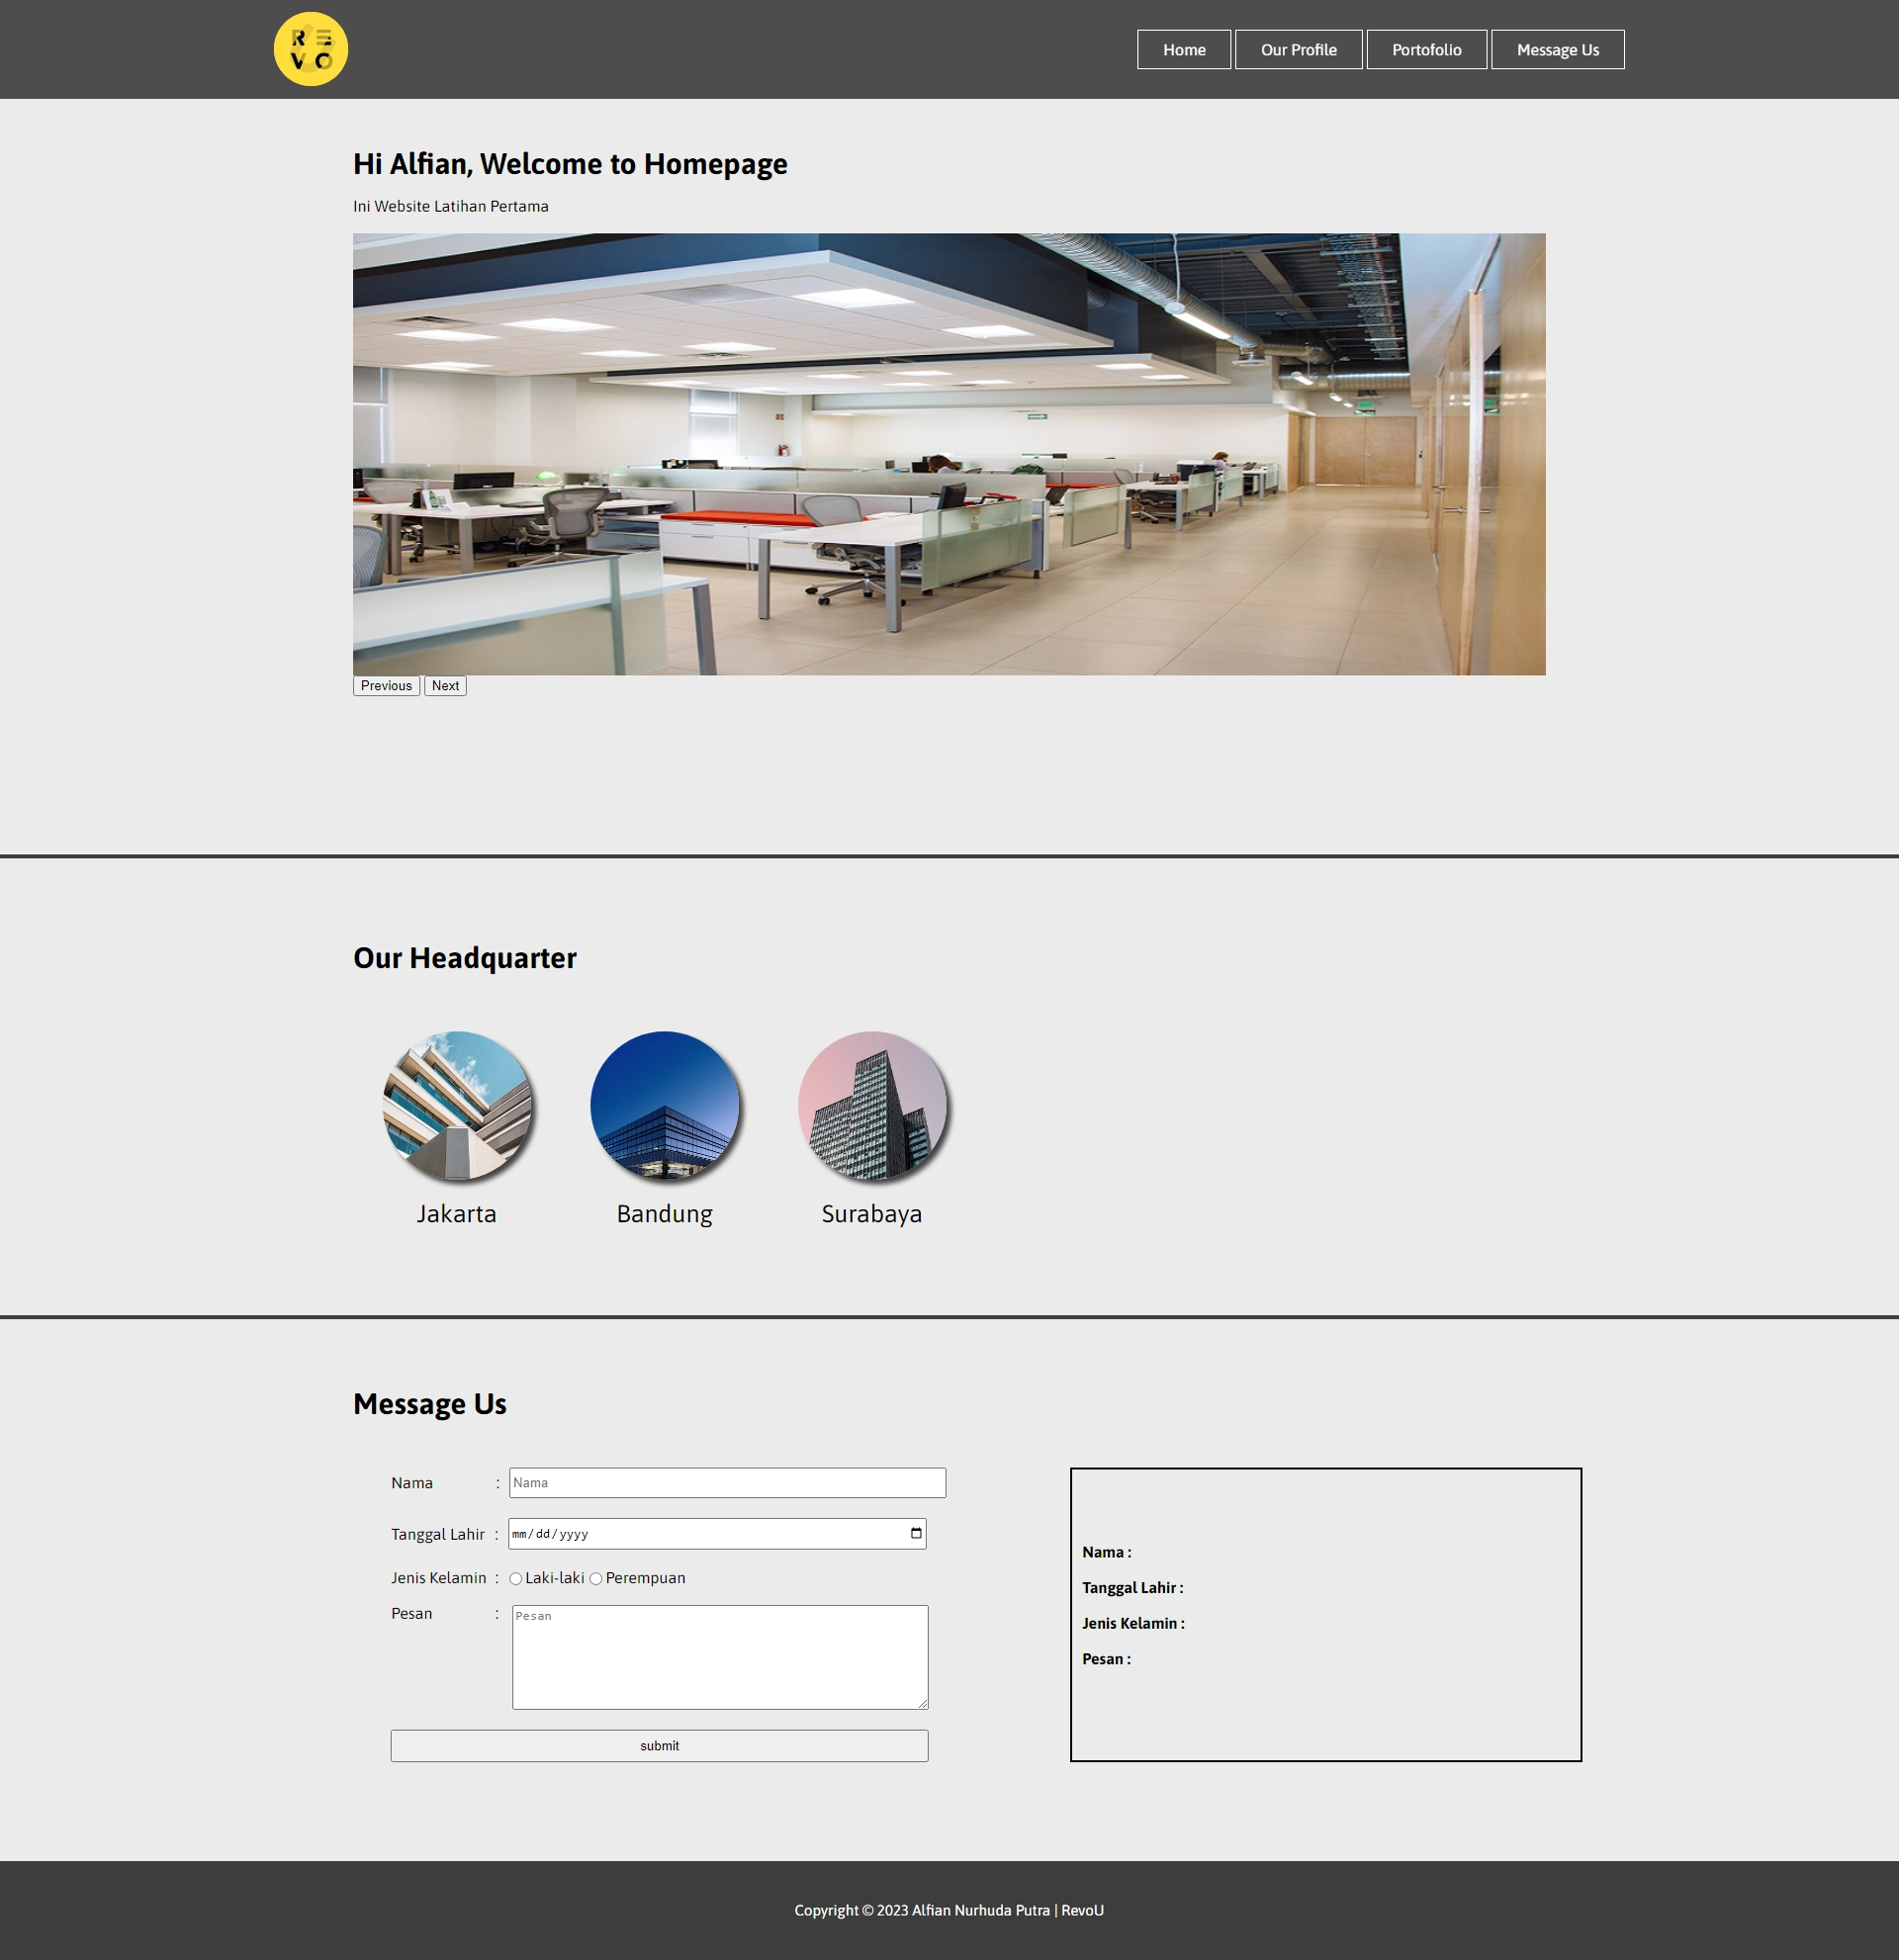 REVO
Home Our Profile Portofolio Message Us
Hi Alfian, Welcome to Homepage
Ini Website Latihan Pertama
Previous Next
Our Headquarter
Jakarta Bandung Surabaya
Message Us
Nama : Nama
Tanggal Lahir : mm/dd/yyyy
Jenis Kelamin : Laki-laki Perempuan
Pesan : Pesan
submit
Nama :
Tanggal Lahir :
Jenis Kelamin :
Pesan :
Copyright © 2023 Alfian Nurhuda Putra | RevoU